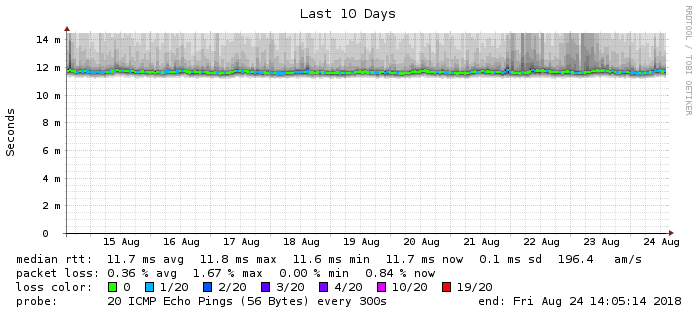 Last 10 Days
RRDTOOL / TOBI OETIKER
Seconds
14 m
12 m
10 m
8 m
6 m
4 m
2 m
0
15 Aug 16 Aug 17 Aug 18 Aug 19 Aug 20 Aug 21 Aug 22 Aug 23 Aug 24 Aug
median rtt: 11.7 ms avg 11.8 ms max 11.6 ms min 11.7 ms now 0.1 ms sd 196.4 am/s
packet loss: 0.36 % avg 1.67 % max 0.00 % min 0.84 % now
loss color: 0 1/20 2/20 3/20 4/20 10/20 19/20
probe: 20 ICMP Echo Pings (56 Bytes) every 300s end: Fri Aug 24 14:05:14 2018